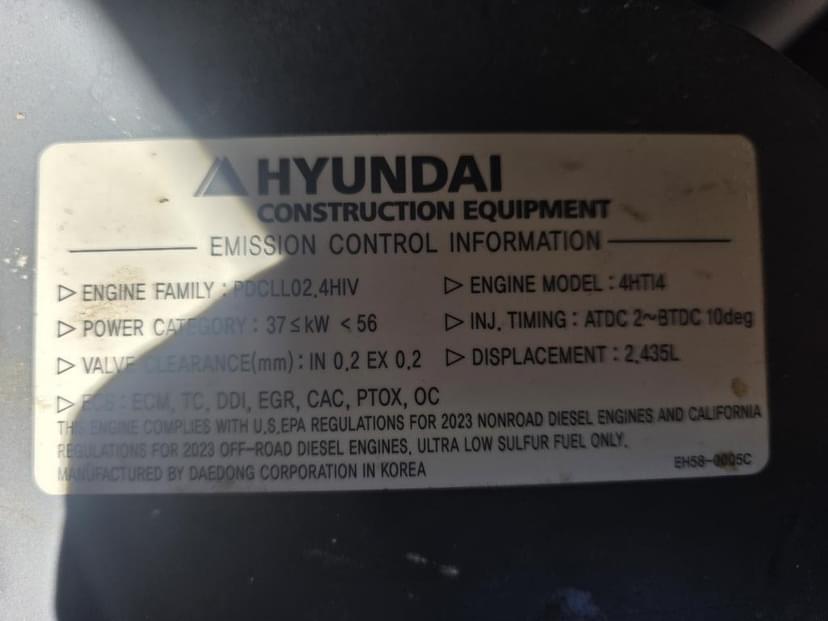 HYUNDAI
CONSTRUCTION EQUIPMENT
EMISSION CONTROL INFORMATION
▷ ENGINE FAMILY : PDCLL02.4HIV ▷ ENGINE MODEL : 4HTI4
▷ POWER CATEGORY : 37≤kW <56 ▷ INJ. TIMING : ATDC 2~BTDC 10deg
▷ VALVE CLEARANCE(mm) : IN 0.2 EX 0.2 ▷ DISPLACEMENT : 2.435L
▷ ECS : ECM, TC, DDI, EGR, CAC, PTOX, OC
THIS ENGINE COMPLIES WITH U.S.EPA REGULATIONS FOR 2023 NONROAD DIESEL ENGINES AND CALIFORNIA
REGULATIONS FOR 2023 OFF-ROAD DIESEL ENGINES. ULTRA LOW SULFUR FUEL ONLY.
MANUFACTURED BY DAEDONG CORPORATION IN KOREA
EH58-0005C